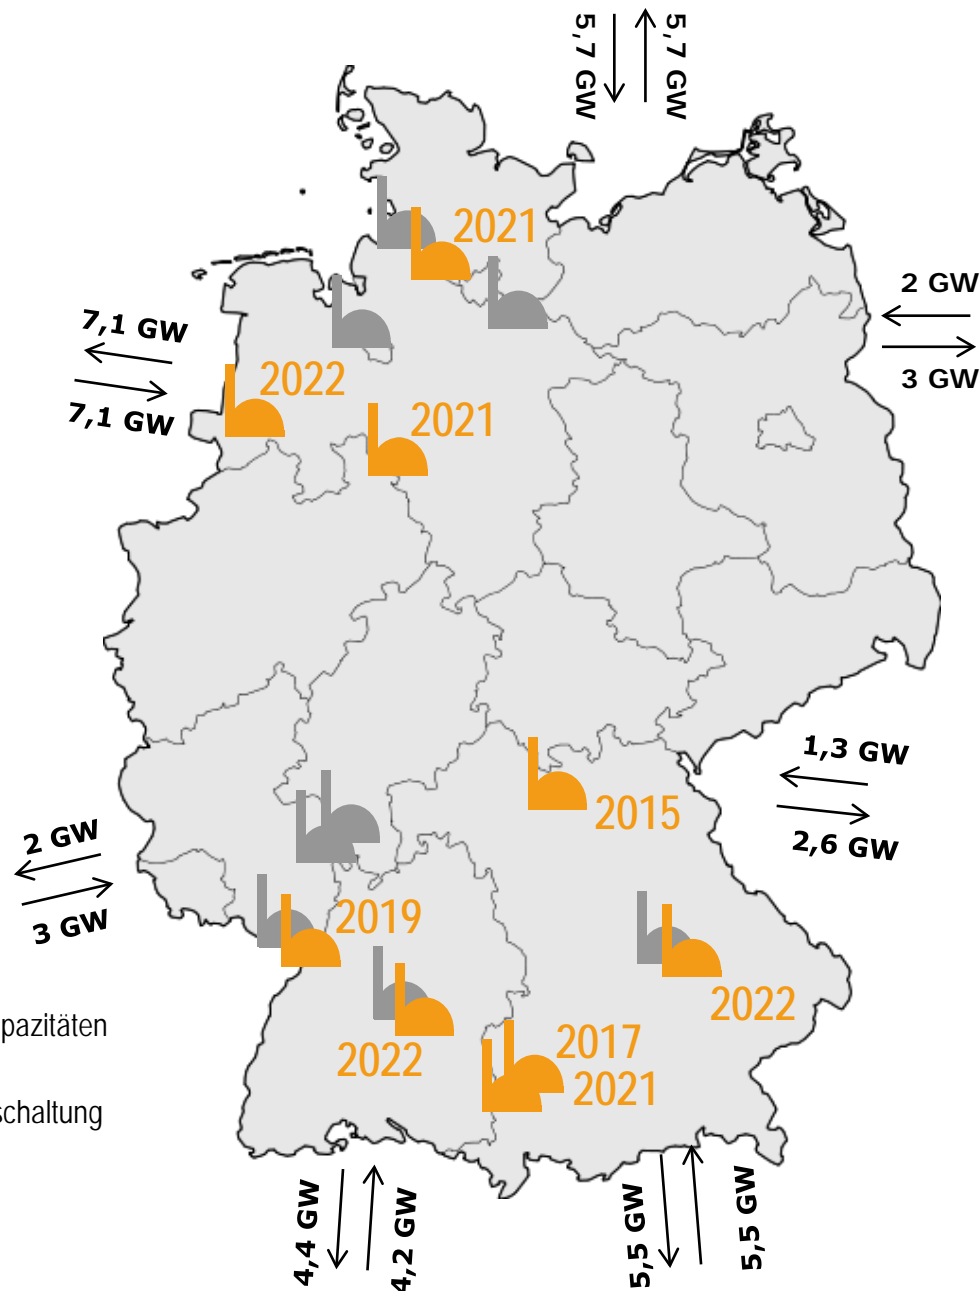 5,7 GW
5,7 GW
2021
2 GW
3 GW
7,1 GW
7,1 GW
2022
2021
1,3 GW
2,6 GW
2015
2 GW
3 GW
2019
2022
2022
2017
2021
pazitäten
schaltung
4,4 GW
4,2 GW
5,5 GW
5,5 GW